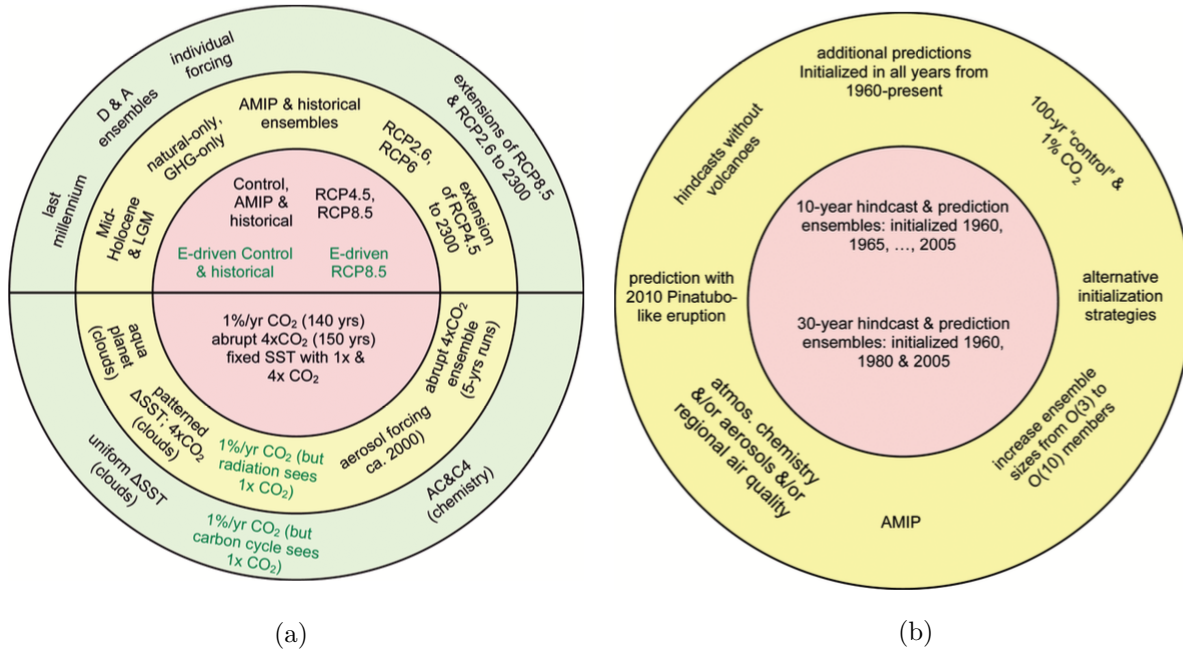 individual
forcing
D & A
ensembles
last
millennium
extensions of RCP8.5
& RCP2.6 to 2300
AMIP & historical
ensembles
natural-only,
GHG-only
Mid-
Holocene
& LGM
RCP2.6,
RCP6
extension
of RCP4.5
to 2300
Control,
AMIP &
historical
RCP4.5,
RCP8.5
E-driven Control
& historical
E-driven
RCP8.5
1%/yr CO₂ (140 yrs)
abrupt 4xCO₂ (150 yrs)
fixed SST with 1x &
4x CO₂
aqua
planet
(clouds)
patterned
ΔSST; 4xCO₂
(clouds)
1%/yr CO₂ (but
radiation sees
1x CO₂)
aerosol forcing
ca. 2000)
abrupt 4xCO₂
ensemble
(5-yrs runs)
uniform ΔSST
(clouds)
1%/yr CO₂ (but
carbon cycle sees
1x CO₂)
AC&C4
(chemistry)
(a)
additional predictions
Initialized in all years from
1960-present
hindcasts without
volcanoes
100-yr "control" &
1% CO₂
10-year hindcast & prediction
ensembles: initialized 1960,
1965, ..., 2005
prediction with
2010 Pinatubo-
like eruption
alternative
initialization
strategies
30-year hindcast & prediction
ensembles: initialized 1960,
1980 & 2005
atmos. chemistry
&/or aerosols &/or
regional air quality
increase ensemble
sizes from O(3) to
O(10) members
AMIP
(b)